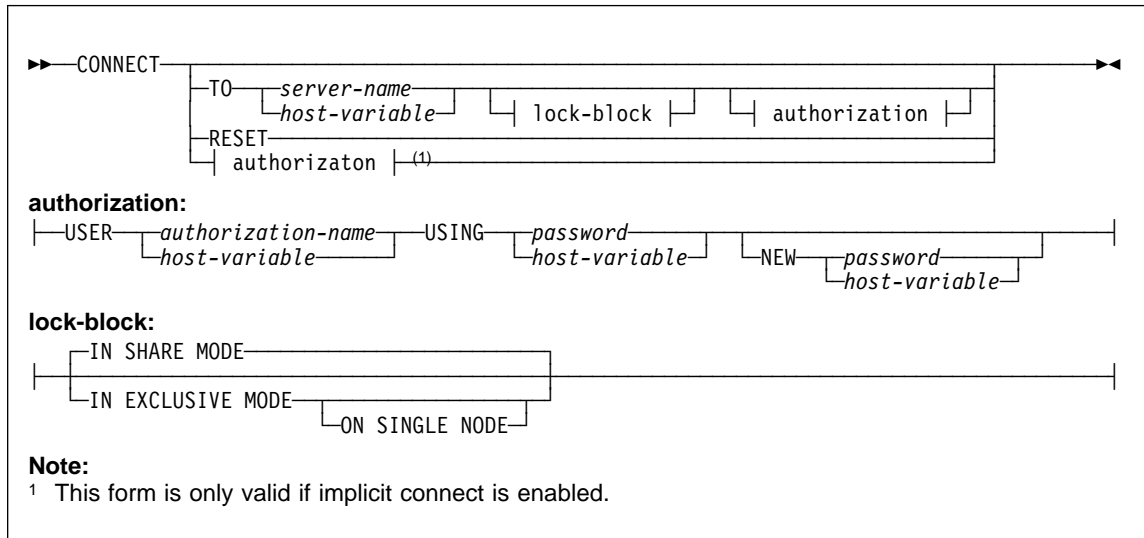 CONNECT
TO server-name lock-block authorization
host-variable
RESET
authorizaton (1)
authorization:
USER authorization-name USING password
host-variable host-variable NEW password
host-variable
lock-block:
IN SHARE MODE
IN EXCLUSIVE MODE
ON SINGLE NODE
Note:
1 This form is only valid if implicit connect is enabled.